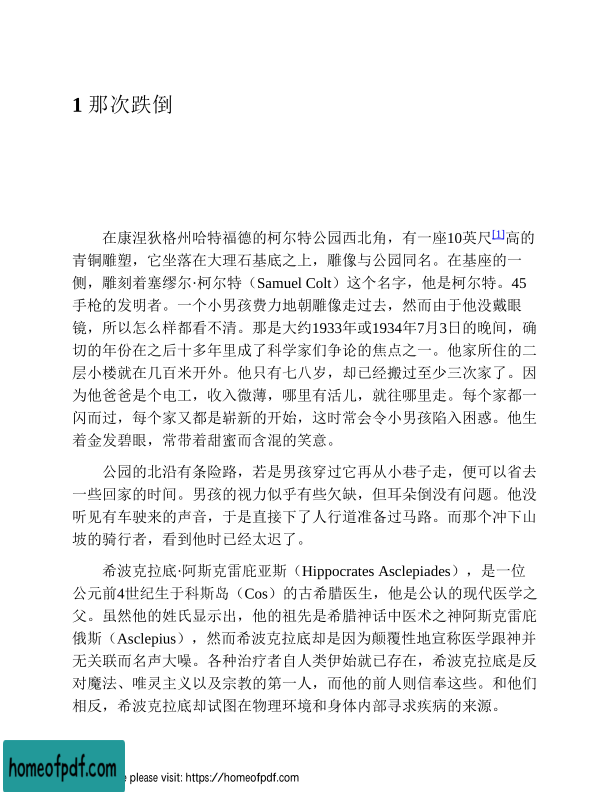 1 那次跌倒
在康涅狄格州哈特福德的柯尔特公园西北角，有一座10英尺[1]高的
青铜雕塑，它坐落在大理石基底之上，雕像与公园同名。在基座的一
侧，雕刻着塞缪尔·柯尔特（Samuel Colt）这个名字，他是柯尔特。45
手枪的发明者。一个小男孩费力地朝雕像走过去，然而由于他没戴眼
镜，所以怎么样都看不清。那是大约1933年或1934年7月3日的晚间，确
切的年份在之后十多年里成了科学家们争论的焦点之一。他家所住的二
层小楼就在几百米开外。他只有七八岁，却已经搬过至少三次家了。因
为他爸爸是个电工，收入微薄，哪里有活儿，就往哪里走。每个家都一
闪而过，每个家又都是崭新的开始，这时常会令小男孩陷入困惑。他生
着金发碧眼，常带着甜蜜而含混的笑意。
公园的北沿有条险路，若是男孩穿过它再从小巷子走，便可以省去
一些回家的时间。男孩的视力似乎有些欠缺，但耳朵倒没有问题。他没
听见有车驶来的声音，于是直接下了人行道准备过马路。而那个冲下山
坡的骑行者，看到他时已经太迟了。
希波克拉底·阿斯克雷庇亚斯（Hippocrates Asclepiades），是一位
公元前4世纪生于科斯岛（Cos）的古希腊医生，他是公认的现代医学之
父。虽然他的姓氏显示出，他的祖先是希腊神话中医术之神阿斯克雷庇
俄斯（Asclepius），然而希波克拉底却是因为颠覆性地宣称医学跟神并
无关联而名声大噪。各种治疗者自人类伊始就已存在，希波克拉底是反
对魔法、唯灵主义以及宗教的第一人，而他的前人则信奉这些。和他们
相反，希波克拉底却试图在物理环境和身体内部寻求疾病的来源。
homeofpdf.com
e please visit: https://homeofpdf.com